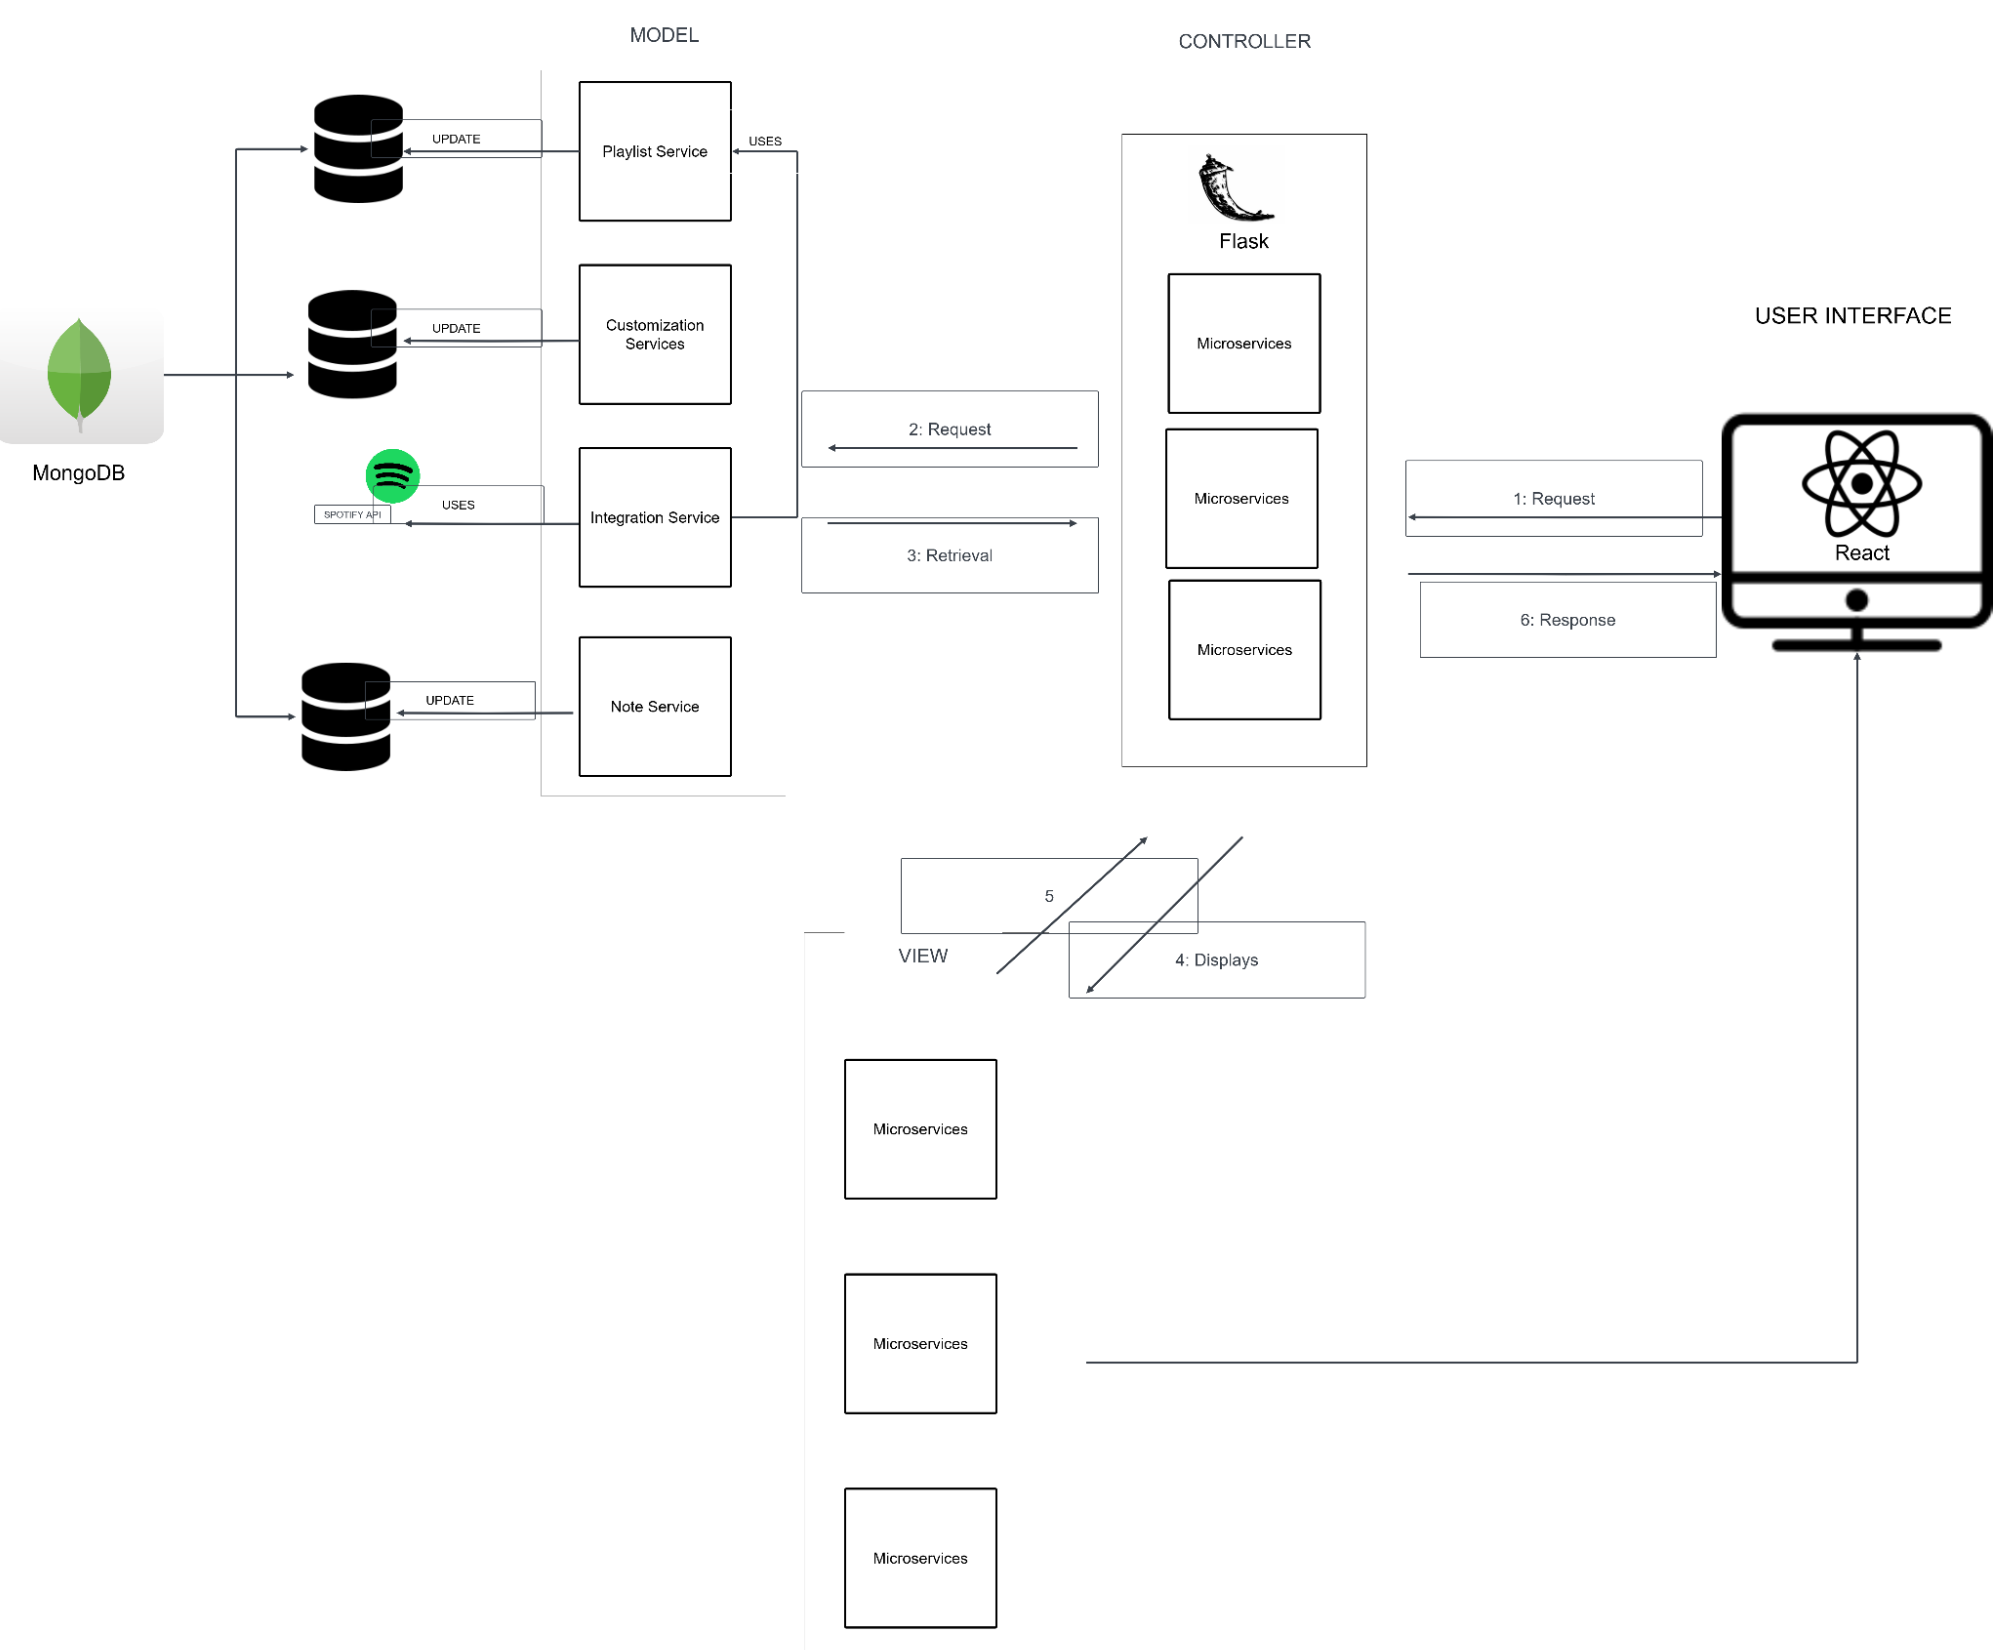 MODEL
CONTROLLER
UPDATE
Playlist Service
USES
Flask
UPDATE
Customization
Services
Microservices
USER INTERFACE
MongoDB
SPOTIFY API
USES
Integration Service
2: Request
3: Retrieval
Microservices
1: Request
React
6: Response
UPDATE
Note Service
Microservices
5
VIEW
4: Displays
Microservices
Microservices
Microservices